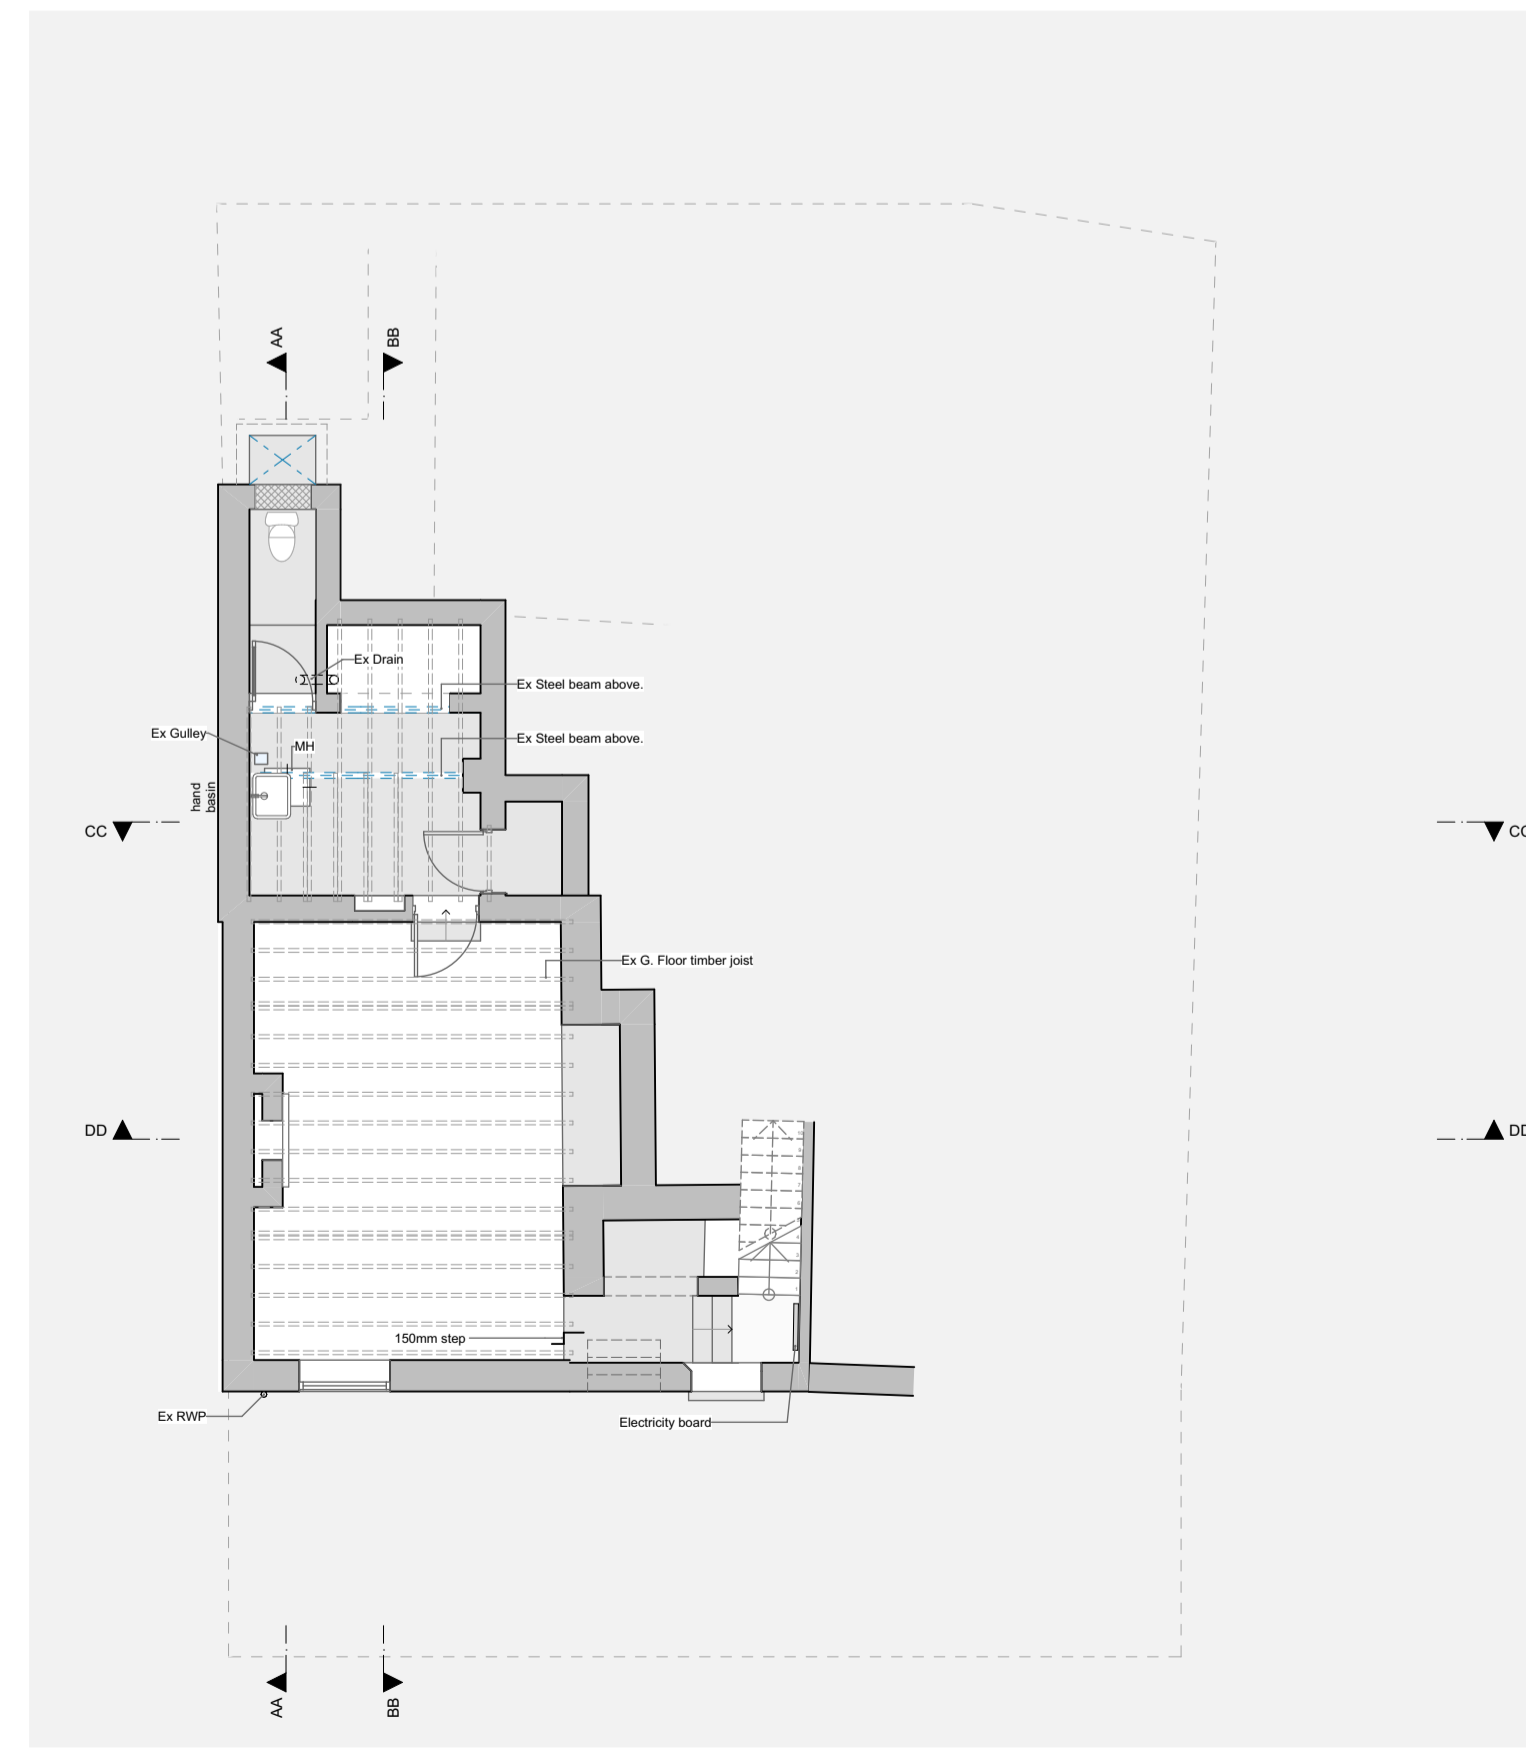 AA
BB
Ex Drain
Ex Steel beam above.
Ex Gulley
Ex Steel beam above.
MH
hand
basin
CC
Ex G. Floor timber joist
DD
DD
150mm step
Ex RWP
Electricity board
AA
BB